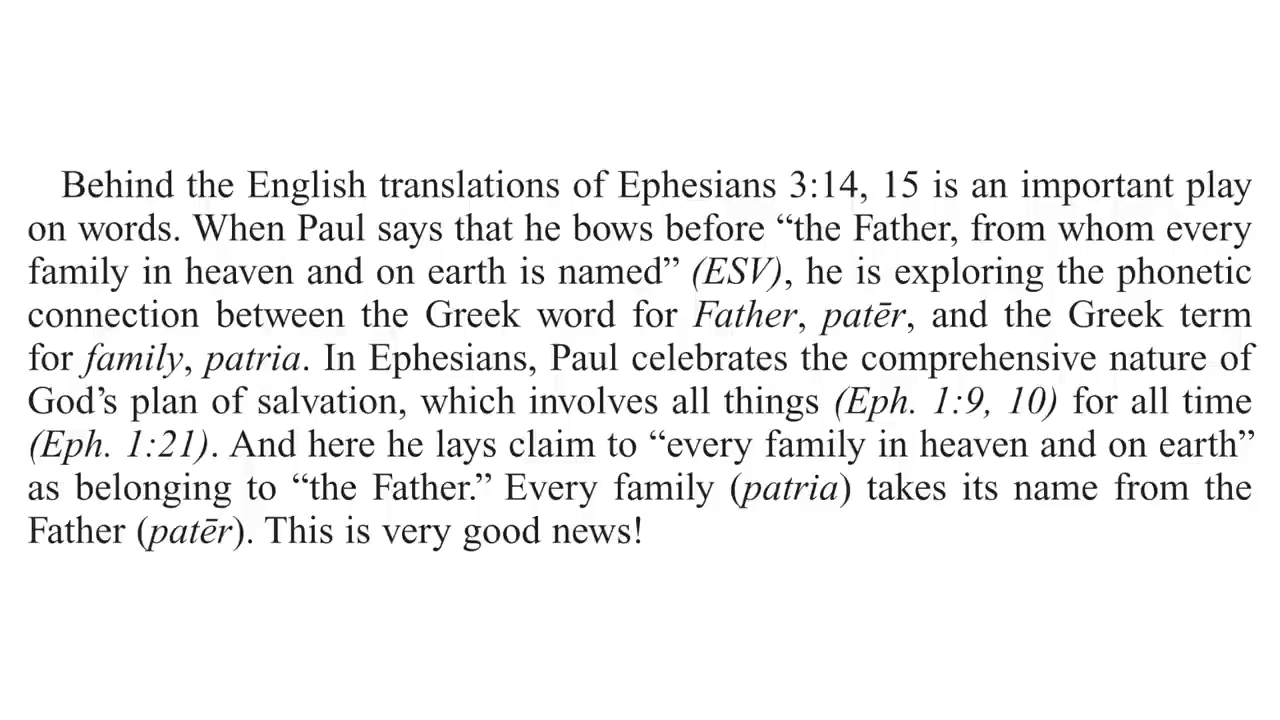 Behind the English translations of Ephesians 3:14, 15 is an important play
on words. When Paul says that he bows before “the Father, from whom every
family in heaven and on earth is named” (ESV), he is exploring the phonetic
connection between the Greek word for Father, patēr, and the Greek term
for family, patria. In Ephesians, Paul celebrates the comprehensive nature of
God’s plan of salvation, which involves all things (Eph. 1:9, 10) for all time
(Eph. 1:21). And here he lays claim to “every family in heaven and on earth”
as belonging to “the Father.” Every family (patria) takes its name from the
Father (patēr). This is very good news!